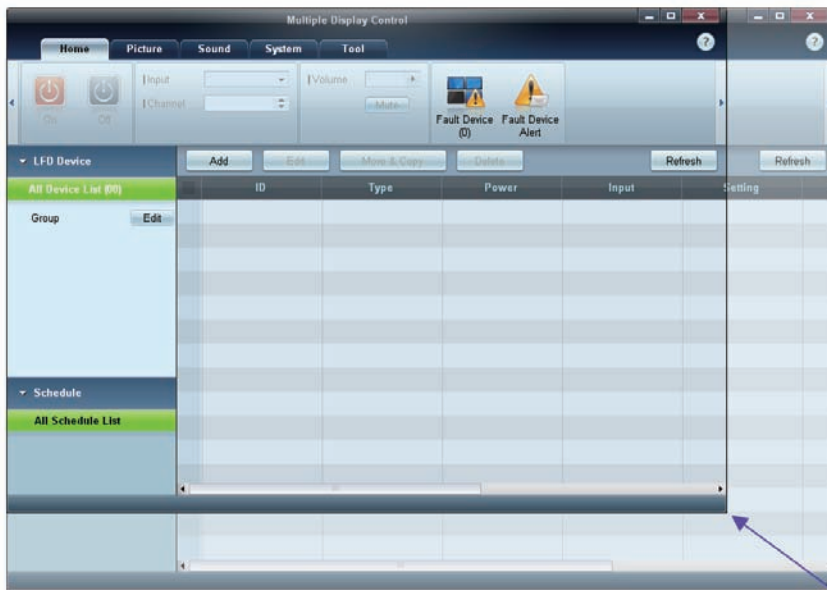 Multiple Display Control
Home Picture Sound System Tool
Input
Volume
On Off
Channel
Mute
Fault Device (0)
Fault Device Alert
LFD Device
Add Edit Move & Copy Delete Refresh Refresh
All Device List (00)
ID Type Power Input Setting
Group Edit
Schedule
All Schedule List